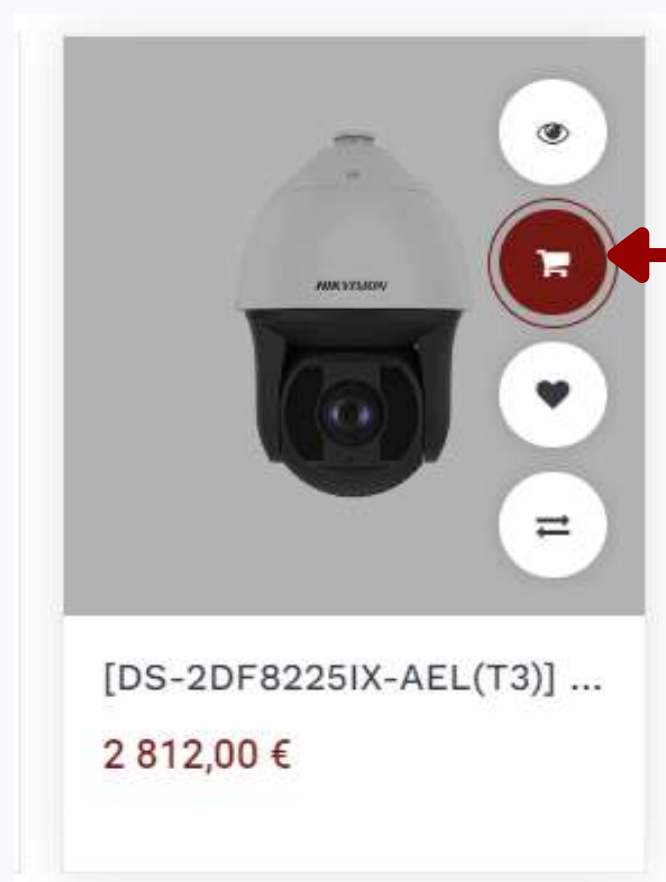 HIKVISION
[DS-2DF8225IX-AEL(T3)] ...
2 812,00 €